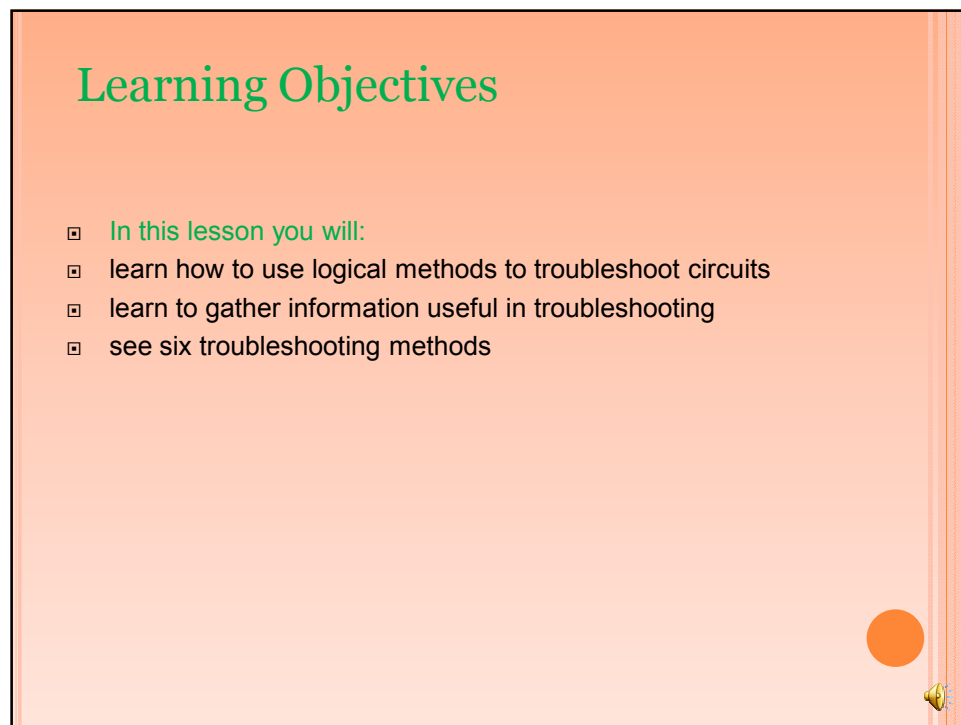 Learning Objectives
In this lesson you will:
learn how to use logical methods to troubleshoot circuits
learn to gather information useful in troubleshooting
see six troubleshooting methods